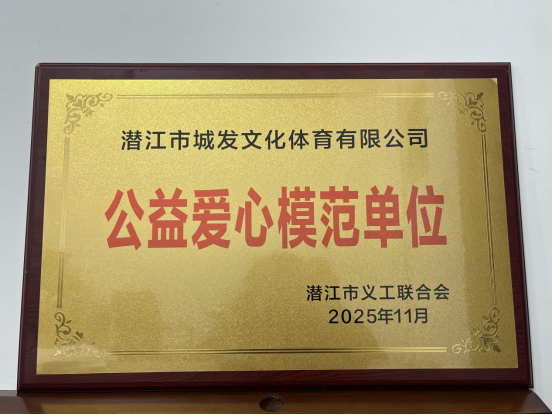 潜江市城发文化体育有限公司
公益爱心模范单位
潜江市义工联合会
2025年11月